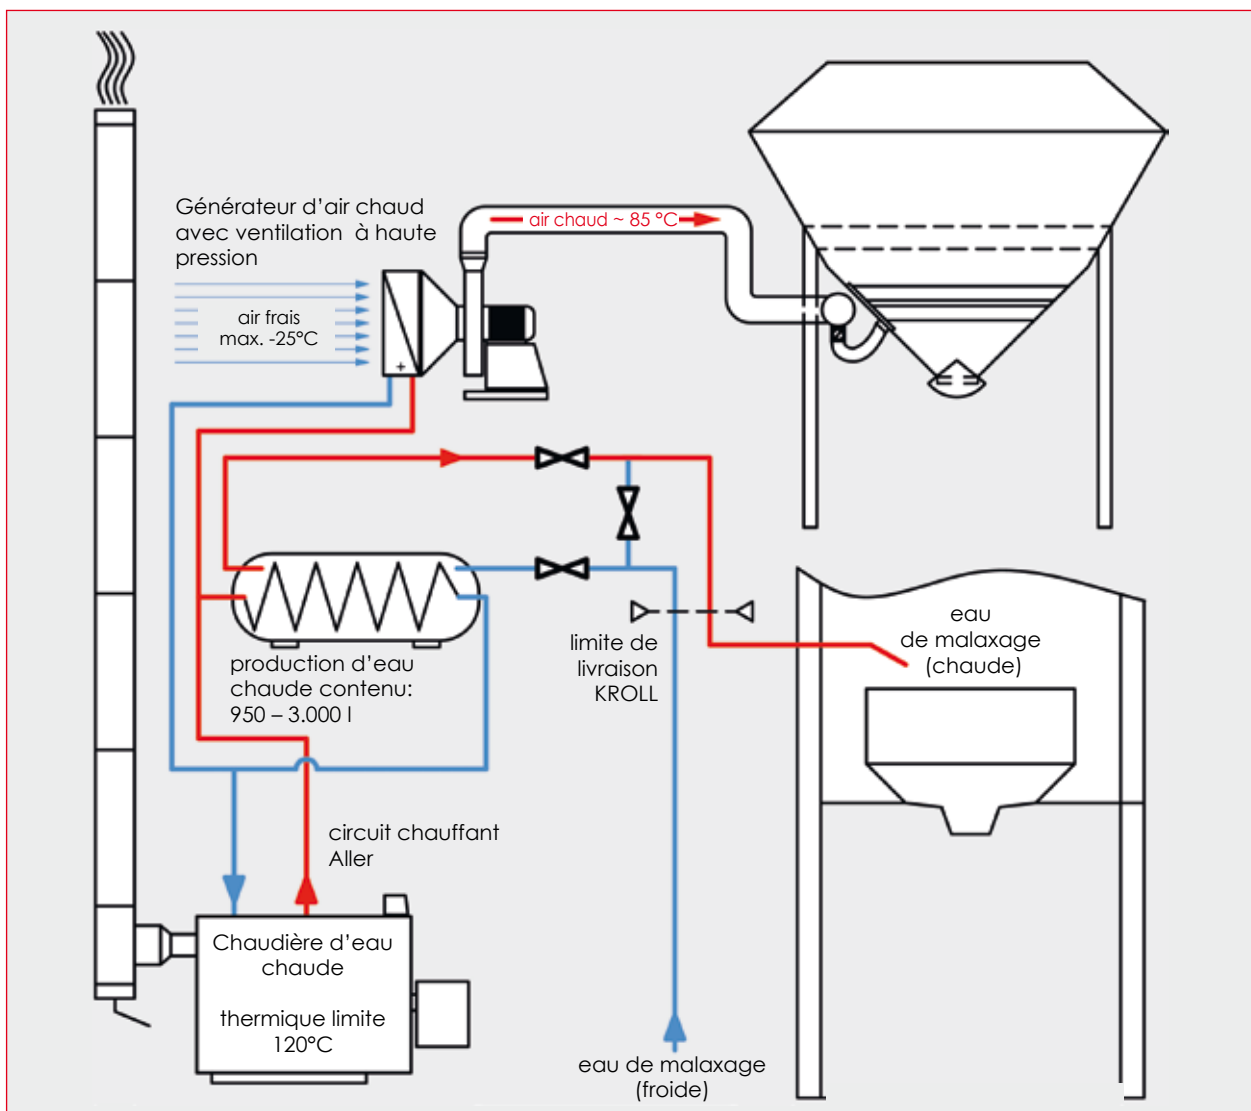 Générateur d’air chaud
avec ventilation à haute
pression
air chaud ~ 85 °C
air frais
max. -25°C
+
production d’eau
chaude contenu:
950 – 3.000 l
limite de
livraison
KROLL
eau
de malaxage
(chaude)
circuit chauffant
Aller
Chaudière d’eau
chaude
thermique limite
120°C
eau de malaxage
(froide)